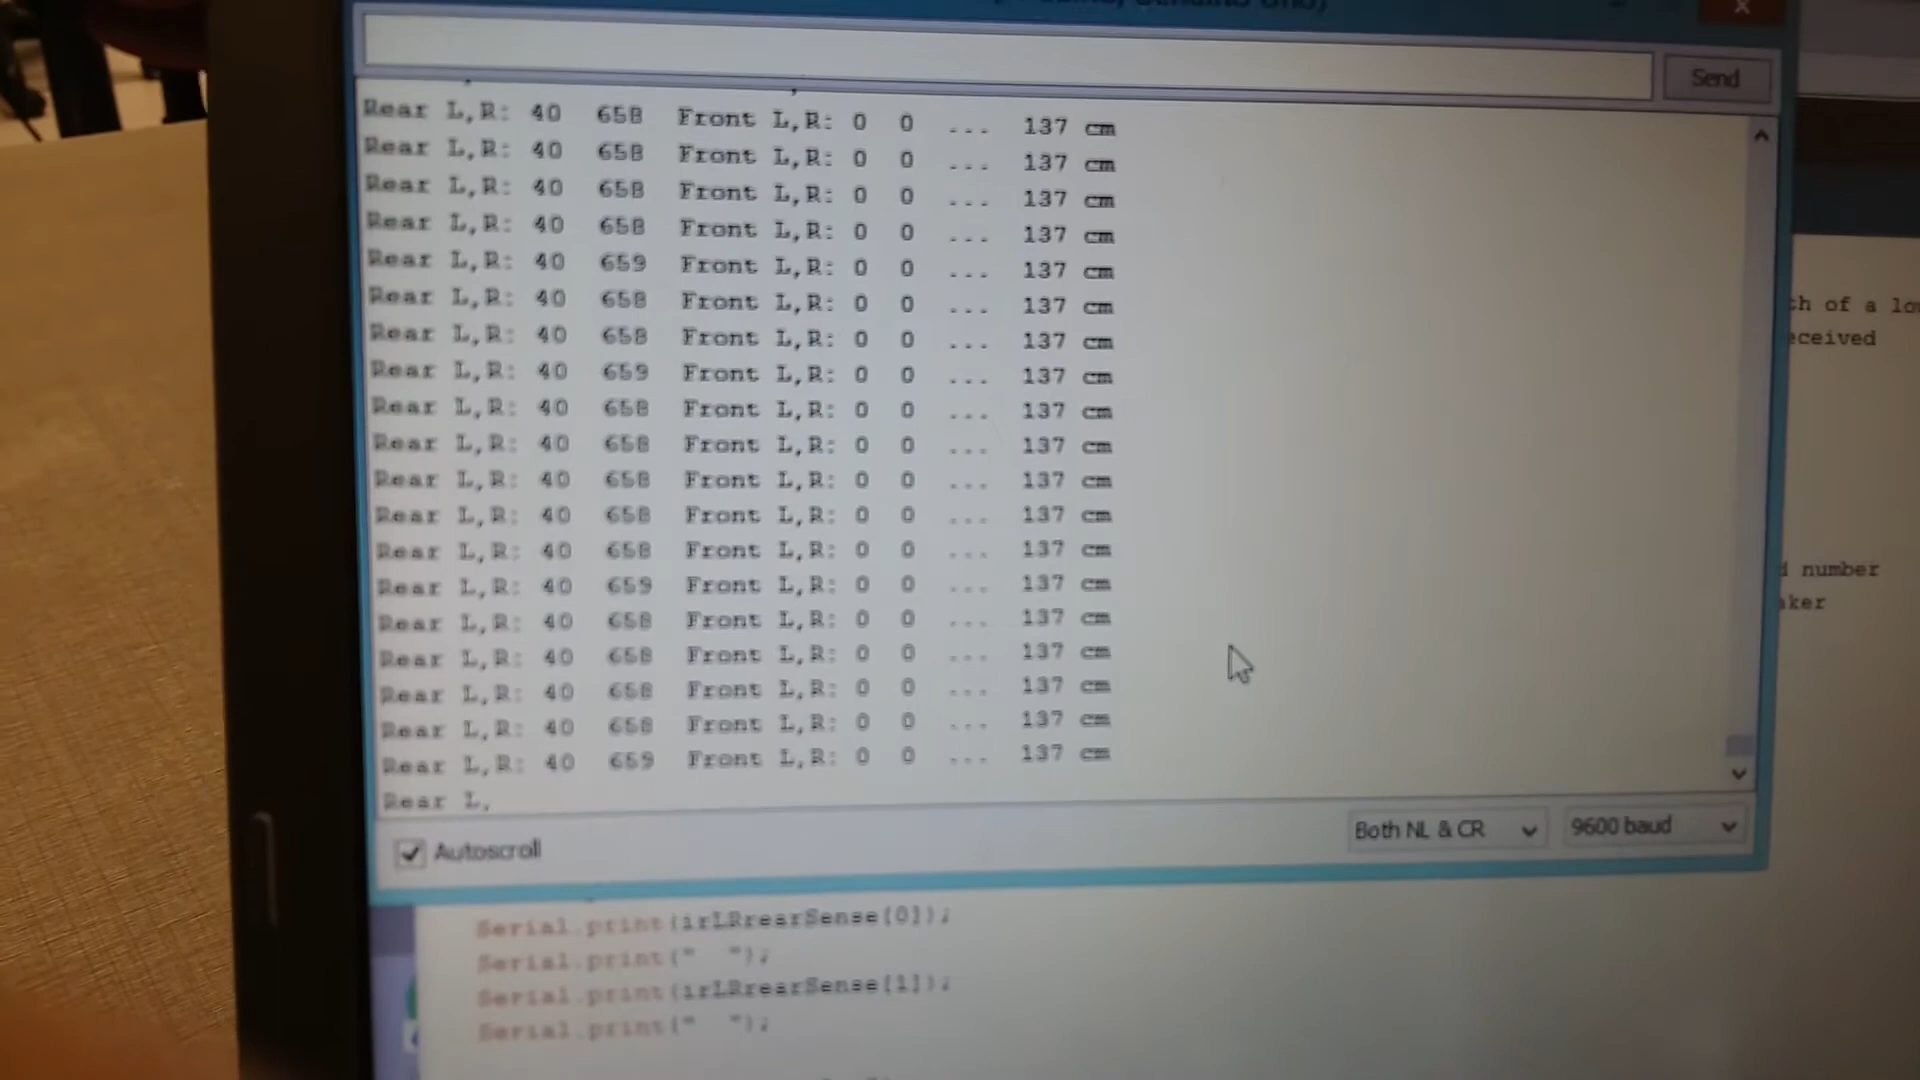 Send
Rear L,R: 40 658 Front L,R: 0 0 ... 137 cm
Rear L,R: 40 658 Front L,R: 0 0 ... 137 cm
Rear L,R: 40 658 Front L,R: 0 0 ... 137 cm
Rear L,R: 40 658 Front L,R: 0 0 ... 137 cm
Rear L,R: 40 659 Front L,R: 0 0 ... 137 cm
Rear L,R: 40 658 Front L,R: 0 0 ... 137 cm
Rear L,R: 40 658 Front L,R: 0 0 ... 137 cm
Rear L,R: 40 659 Front L,R: 0 0 ... 137 cm
Rear L,R: 40 658 Front L,R: 0 0 ... 137 cm
Rear L,R: 40 658 Front L,R: 0 0 ... 137 cm
Rear L,R: 40 658 Front L,R: 0 0 ... 137 cm
Rear L,R: 40 658 Front L,R: 0 0 ... 137 cm
Rear L,R: 40 658 Front L,R: 0 0 ... 137 cm
Rear L,R: 40 659 Front L,R: 0 0 ... 137 cm
Rear L,R: 40 658 Front L,R: 0 0 ... 137 cm
Rear L,R: 40 658 Front L,R: 0 0 ... 137 cm
Rear L,R: 40 658 Front L,R: 0 0 ... 137 cm
Rear L,R: 40 658 Front L,R: 0 0 ... 137 cm
Rear L,R: 40 659 Front L,R: 0 0 ... 137 cm
Rear L,
Autoscroll
Both NL & CR
9600 baud
of a
number
Serial.print(irLRrearSense[0]);
Serial.print("  ");
Serial.print(irLRrearSense[1]);
Serial.print("  ");